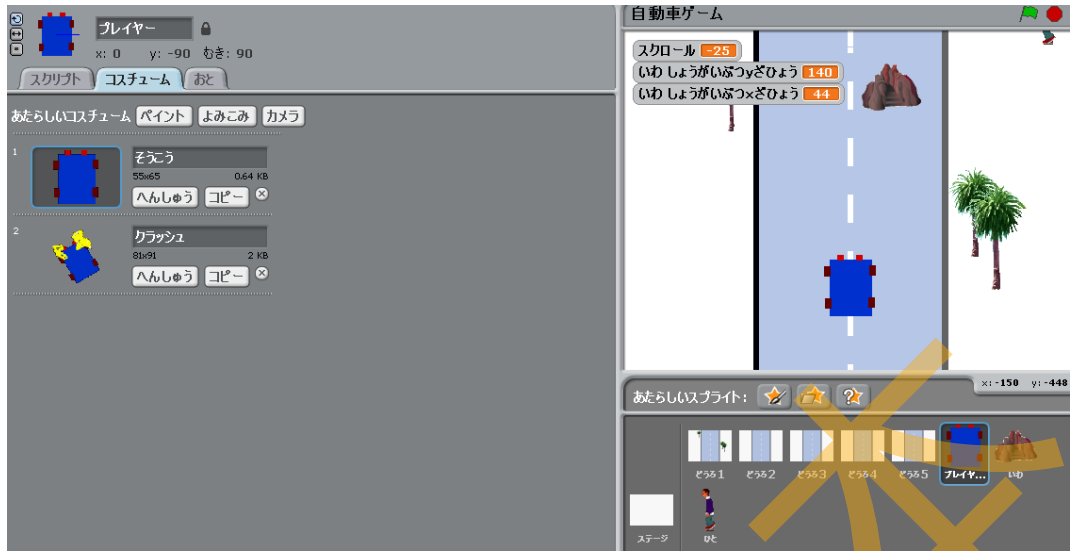 プレイヤー
x: 0 y: -90 むき: 90
スクリプト コスチューム おと
あたらしいコスチューム ペイント よみこみ カメラ
1
そうこう
55x65 0.64 KB
へんしゅう コピー
2
クラッシュ
81x91 2 KB
へんしゅう コピー
自動車ゲーム
スクロール -25
いわ しょうがいぶつyざひょう 140
いわ しょうがいぶつxざひょう 44
x: -150 y: -448
あたらしいスプライト:
どうろ1 どうろ2 どうろ3 どうろ4 どうろ5 プレイヤ... いわ
ステージ ひと